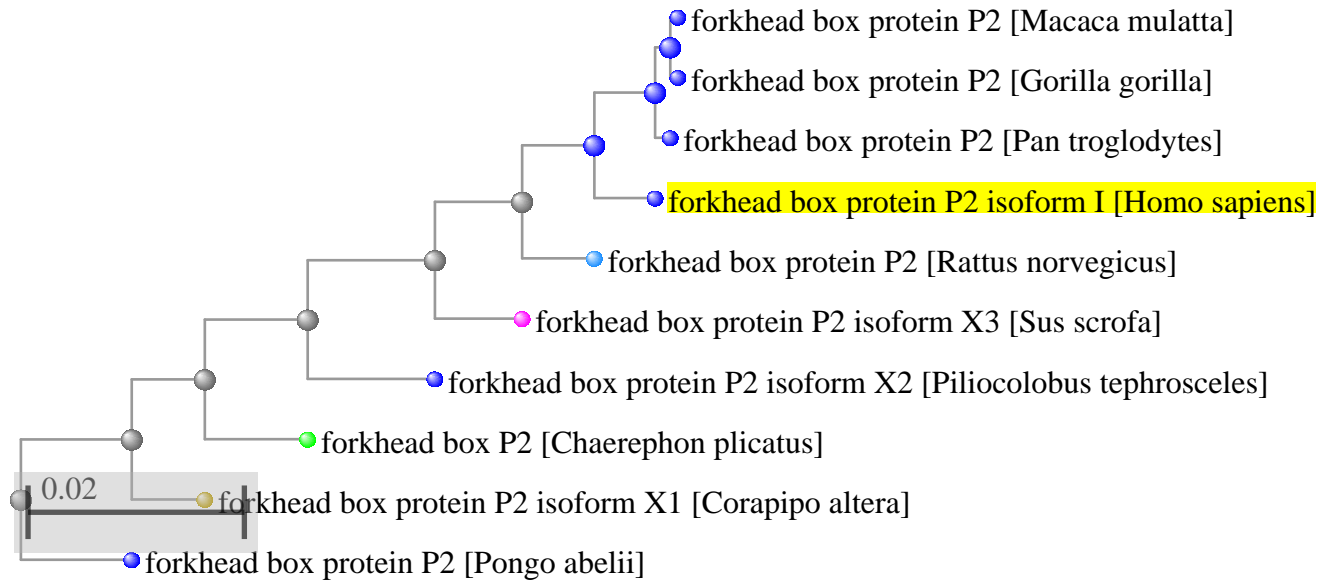 forkhead box protein P2 [Macaca mulatta]
forkhead box protein P2 [Gorilla gorilla]
forkhead box protein P2 [Pan troglodytes]
forkhead box protein P2 isoform I [Homo sapiens]
forkhead box protein P2 [Rattus norvegicus]
forkhead box protein P2 isoform X3 [Sus scrofa]
forkhead box protein P2 isoform X2 [Piliocolobus tephrosceles]
forkhead box P2 [Chaerephon plicatus]
0.02
forkhead box protein P2 isoform X1 [Corapipo altera]
forkhead box protein P2 [Pongo abelii]